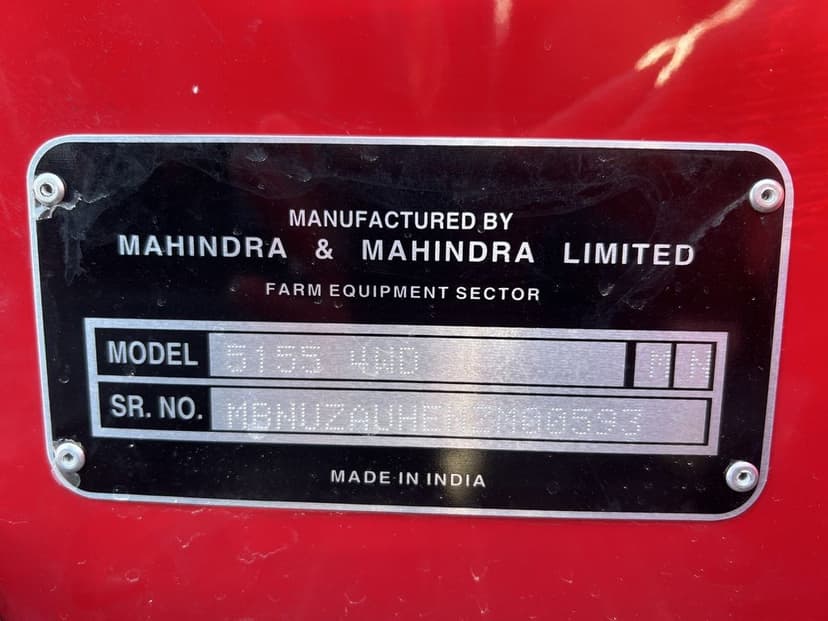 MANUFACTURED BY
MAHINDRA & MAHINDRA LIMITED
FARM EQUIPMENT SECTOR
MODEL 5155 4WD M N
SR. NO.
MADE IN INDIA